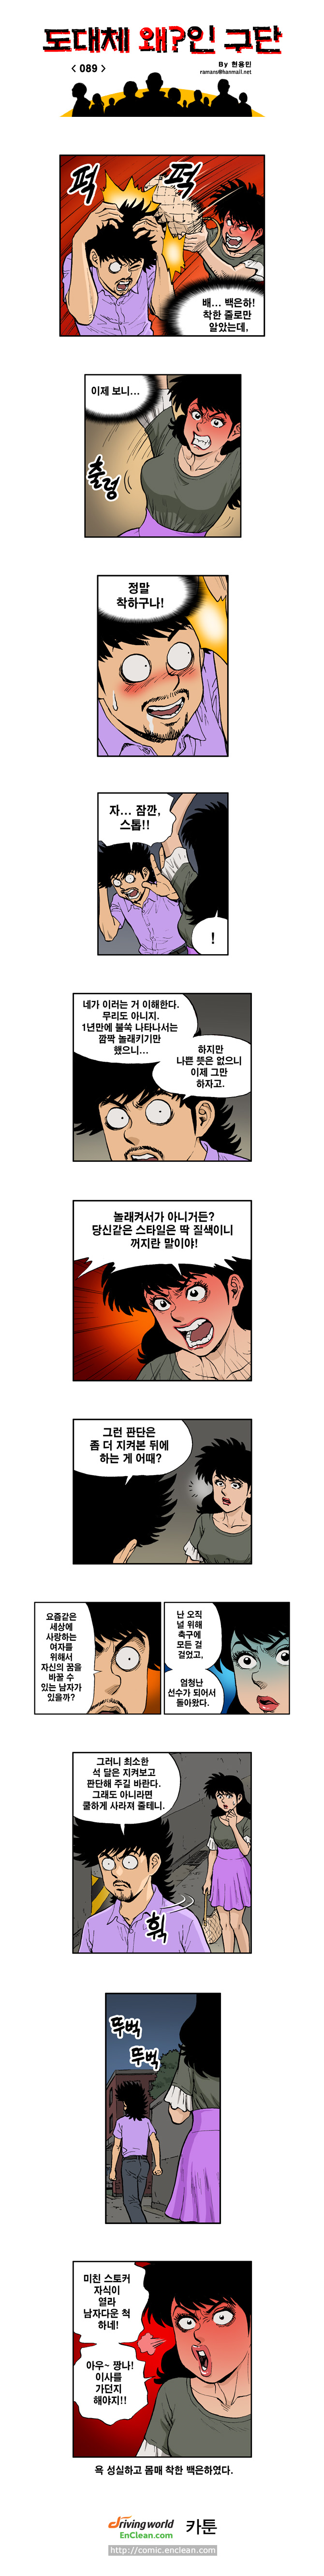 도대체 왜?인 구단
< 089 >
By 현용민
ramans@hanmail.net
퍽
퍽
배... 백은하!
착한 줄로만
알았는데,
이제 보니...
출렁
정말
착하구나!
자... 잠깐,
스톱!!
!
네가 이러는 거 이해한다.
무리도 아니지.
1년만에 불쑥 나타나서는
깜짝 놀래키기만
했으니...
하지만
나쁜 뜻은 없으니
이제 그만
하자고.
놀래켜서가 아니거든?
당신같은 스타일은 딱 질색이니
꺼지란 말이야!
그런 판단은
좀 더 지켜본 뒤에
하는 게 어때?
요즘같은
세상에
사랑하는
여자를
위해서
자신의 꿈을
바꿀 수
있는 남자가
있을까?
난 오직
널 위해
축구에
모든 걸
걸었고,
엄청난
선수가 되어서
돌아왔다.
그러니 최소한
석 달은 지켜보고
판단해 주길 바란다.
그래도 아니라면
쿨하게 사라져 줄테니.
휙
뚜벅
뚜벅
미친 스토커
자식이
열라
남자다운 척
하네!
아우~ 짱나!
이사를
가던지
해야지!!
욕 성실하고 몸매 착한 백은하였다.
drivingworld
EnClean.com
카툰
http://comic.enclean.com